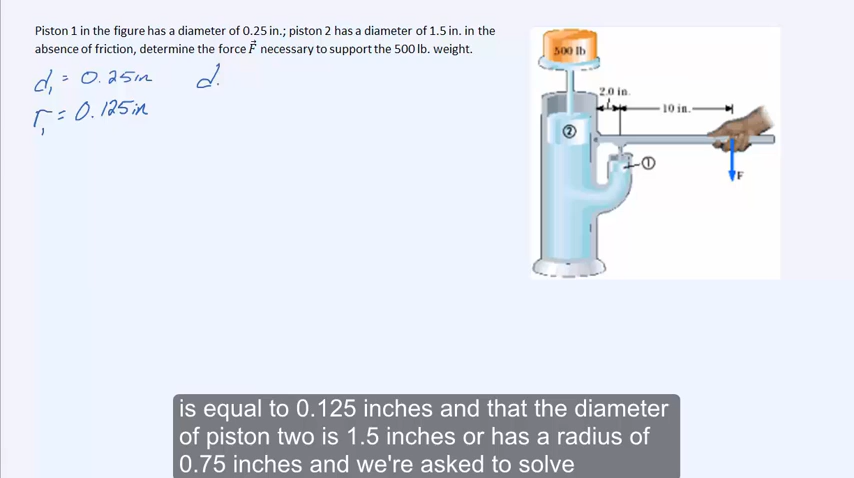 Piston 1 in the figure has a diameter of 0.25 in.; piston 2 has a diameter of 1.5 in. in the
absence of friction, determine the force F⃗ necessary to support the 500 lb. weight.
d₁ = 0.25in d
r₁ = 0.125in
500 lb
2.0 in.
10 in.
②
①
F
is equal to 0.125 inches and that the diameter
of piston two is 1.5 inches or has a radius of
0.75 inches and we're asked to solve